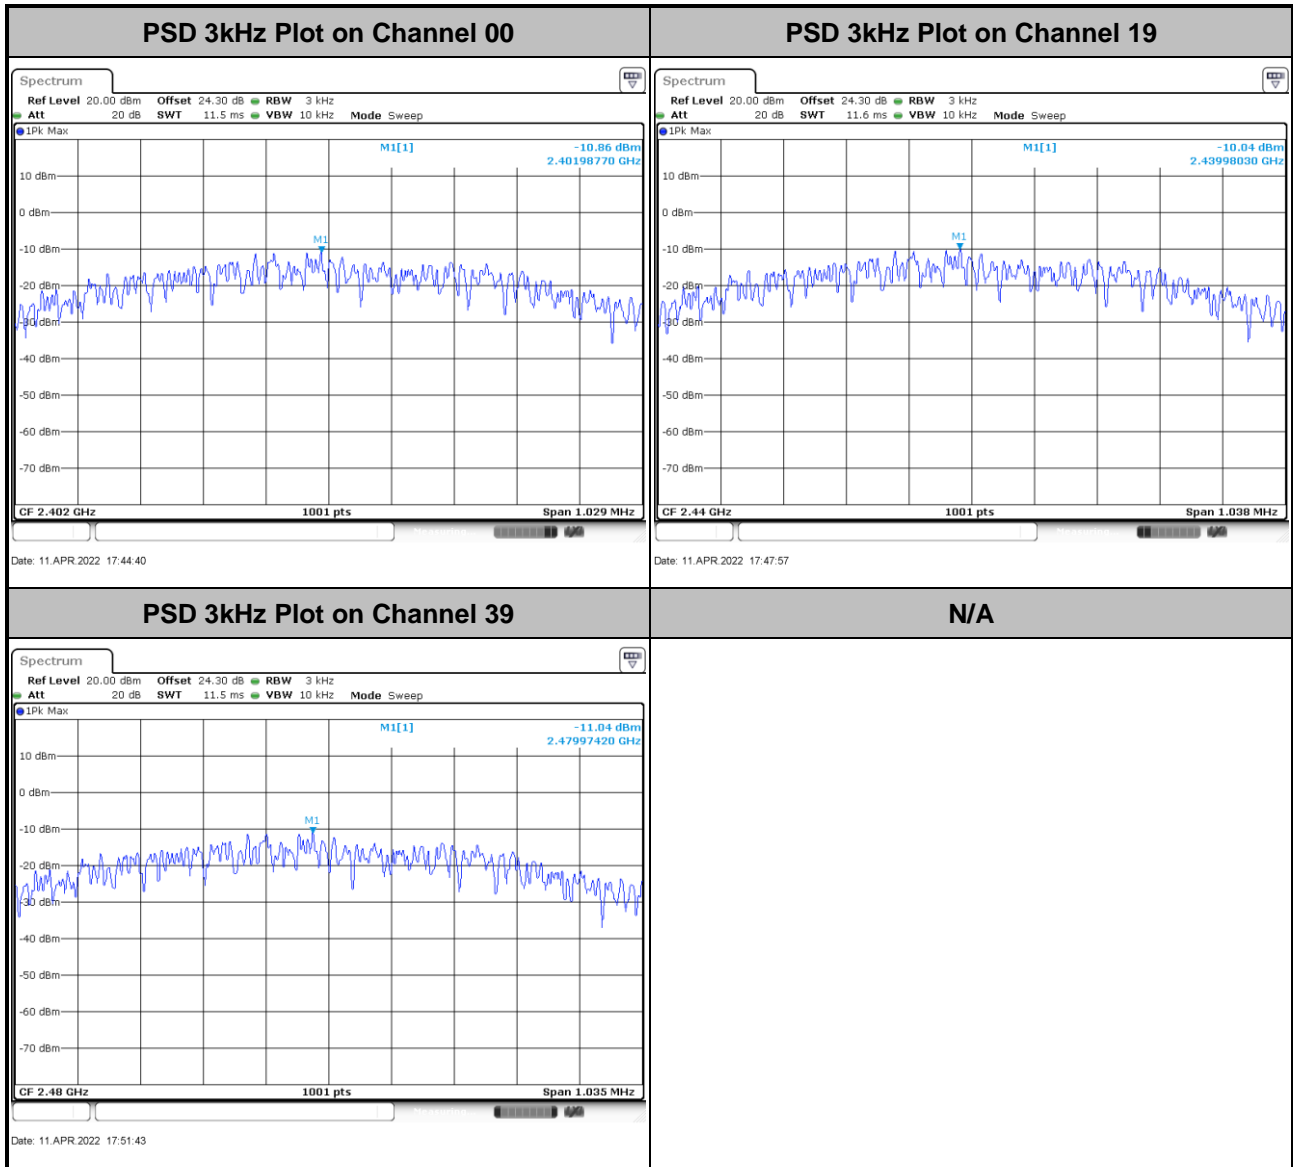 PSD 3kHz Plot on Channel 00
PSD 3kHz Plot on Channel 19
Spectrum
Ref Level 20.00 dBm Offset 24.30 dB RBW 3 kHz
Att 20 dB SWT 11.5 ms VBW 10 kHz Mode Sweep
1Pk Max
M1[1] -10.86 dBm
2.40198770 GHz
10 dBm
0 dBm
M1
-10 dBm
-20 dBm
-30 dBm
-40 dBm
-50 dBm
-60 dBm
-70 dBm
CF 2.402 GHz 1001 pts Span 1.029 MHz
Measuring...
Date: 11.APR.2022 17:44:40
Spectrum
Ref Level 20.00 dBm Offset 24.30 dB RBW 3 kHz
Att 20 dB SWT 11.6 ms VBW 10 kHz Mode Sweep
1Pk Max
M1[1] -10.04 dBm
2.43998030 GHz
10 dBm
0 dBm
M1
-10 dBm
-20 dBm
-30 dBm
-40 dBm
-50 dBm
-60 dBm
-70 dBm
CF 2.44 GHz 1001 pts Span 1.038 MHz
Measuring...
Date: 11.APR.2022 17:47:57
PSD 3kHz Plot on Channel 39
N/A
Spectrum
Ref Level 20.00 dBm Offset 24.30 dB RBW 3 kHz
Att 20 dB SWT 11.5 ms VBW 10 kHz Mode Sweep
1Pk Max
M1[1] -11.04 dBm
2.47997420 GHz
10 dBm
0 dBm
M1
-10 dBm
-20 dBm
-30 dBm
-40 dBm
-50 dBm
-60 dBm
-70 dBm
CF 2.48 GHz 1001 pts Span 1.035 MHz
Measuring...
Date: 11.APR.2022 17:51:43